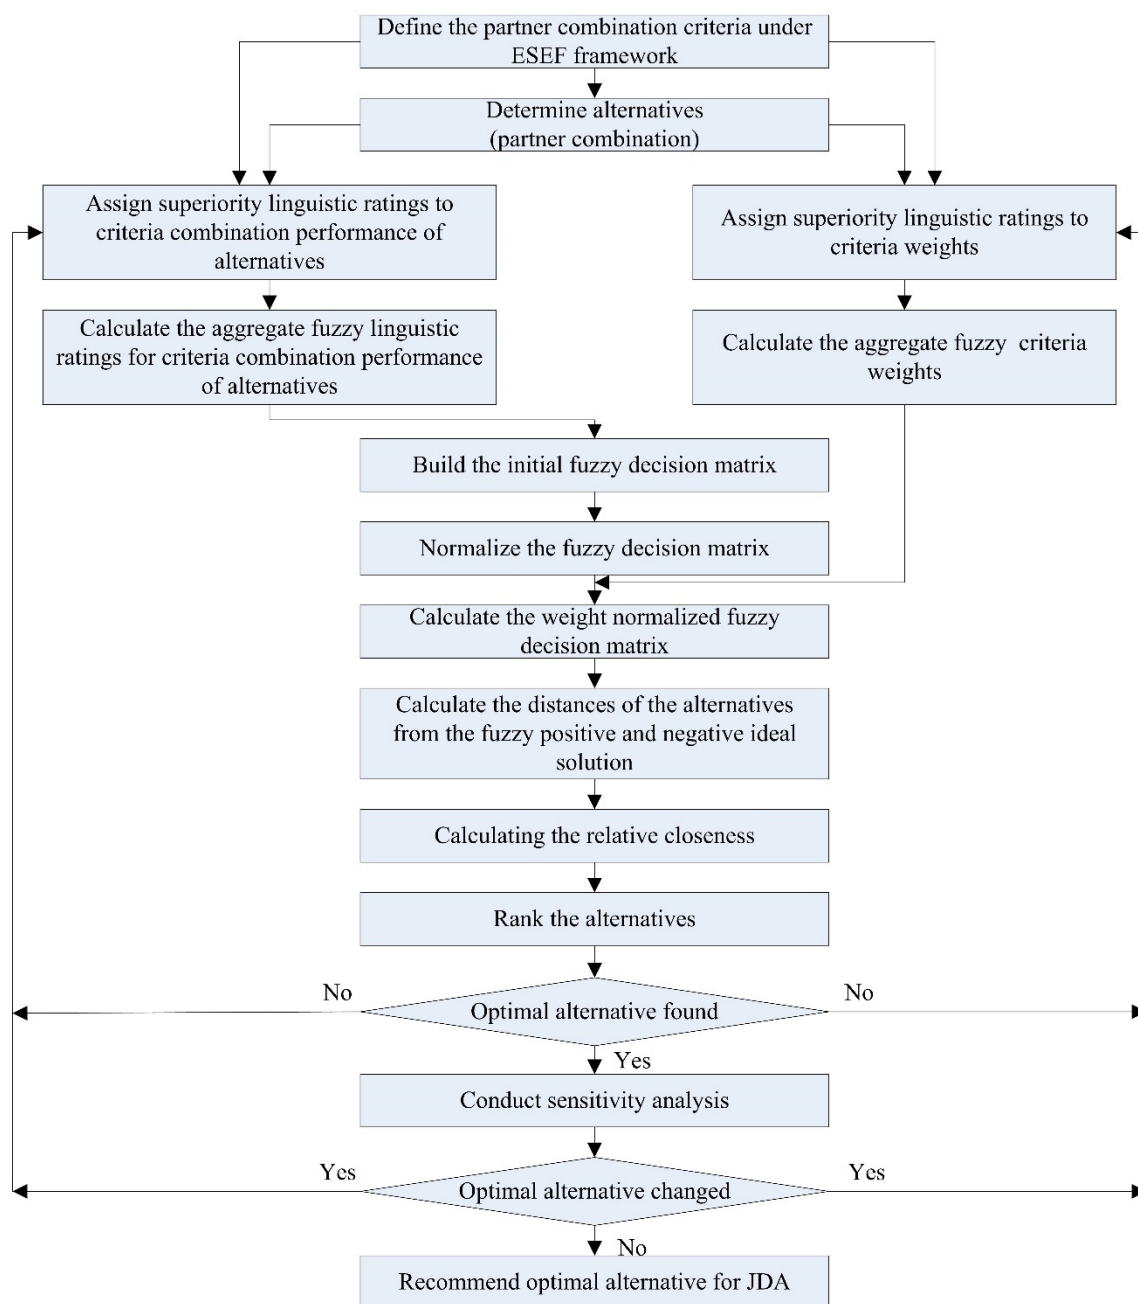 Define the partner combination criteria under
ESEF framework
Determine alternatives
(partner combination)
Assign superiority linguistic ratings to
criteria combination performance of
alternatives
Assign superiority linguistic ratings to
criteria weights
Calculate the aggregate fuzzy linguistic
ratings for criteria combination performance
of alternatives
Calculate the aggregate fuzzy criteria
weights
Build the initial fuzzy decision matrix
Normalize the fuzzy decision matrix
Calculate the weight normalized fuzzy
decision matrix
Calculate the distances of the alternatives
from the fuzzy positive and negative ideal
solution
Calculating the relative closeness
Rank the alternatives
No
Optimal alternative found
No
Yes
Conduct sensitivity analysis
Yes
Optimal alternative changed
Yes
No
Recommend optimal alternative for JDA